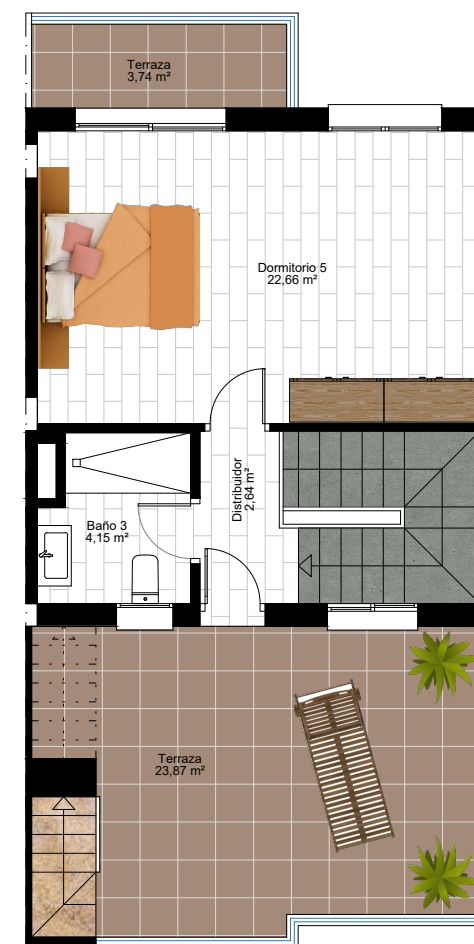 Terraza
3,74 m²
Dormitorio 5
22,66 m²
Distribuidor
2,64 m²
Baño 3
4,15 m²
Terraza
23,87 m²